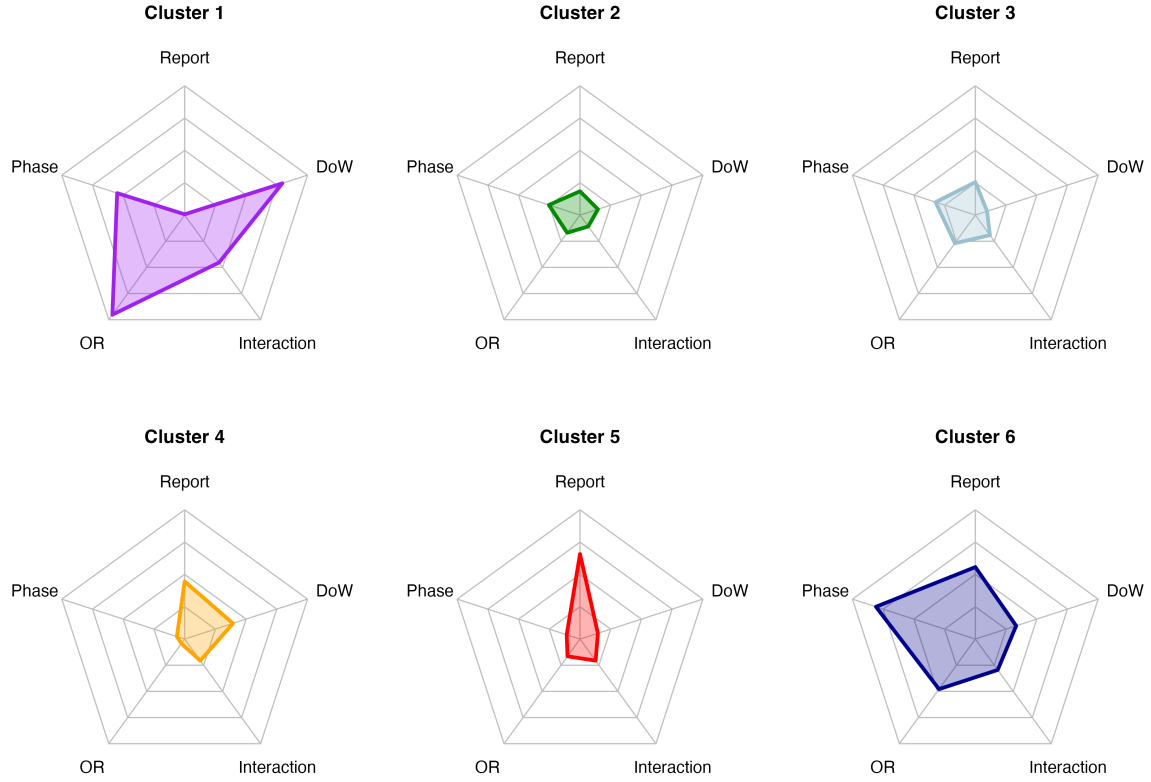 Cluster 1
Report
Phase
DoW
OR
Interaction
Cluster 2
Report
Phase
DoW
OR
Interaction
Cluster 3
Report
Phase
DoW
OR
Interaction
Cluster 4
Report
Phase
DoW
OR
Interaction
Cluster 5
Report
Phase
DoW
OR
Interaction
Cluster 6
Report
Phase
DoW
OR
Interaction